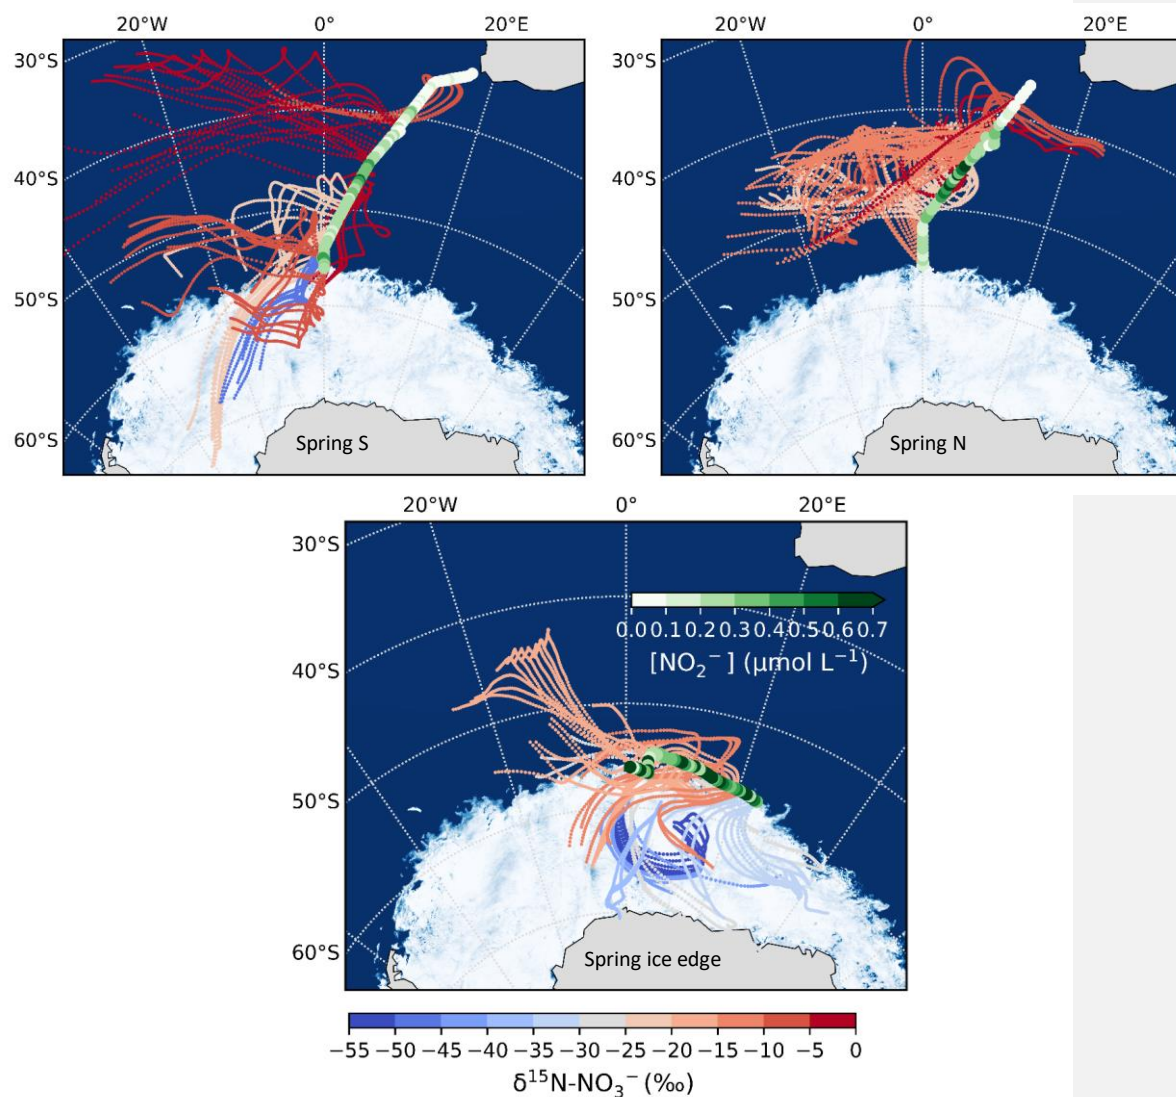 20°W 0° 20°E 20°W 0° 20°E
30°S 30°S
40°S 40°S
50°S 50°S
60°S 60°S
Spring S Spring N
20°W 0° 20°E
30°S
0.0 0.1 0.2 0.3 0.4 0.5 0.6 0.7
[NO₂⁻] (μmol L⁻¹)
40°S
50°S
60°S
Spring ice edge
−55 −50 −45 −40 −35 −30 −25 −20 −15 −10 −5 0
δ¹⁵N-NO₃⁻ (‰)